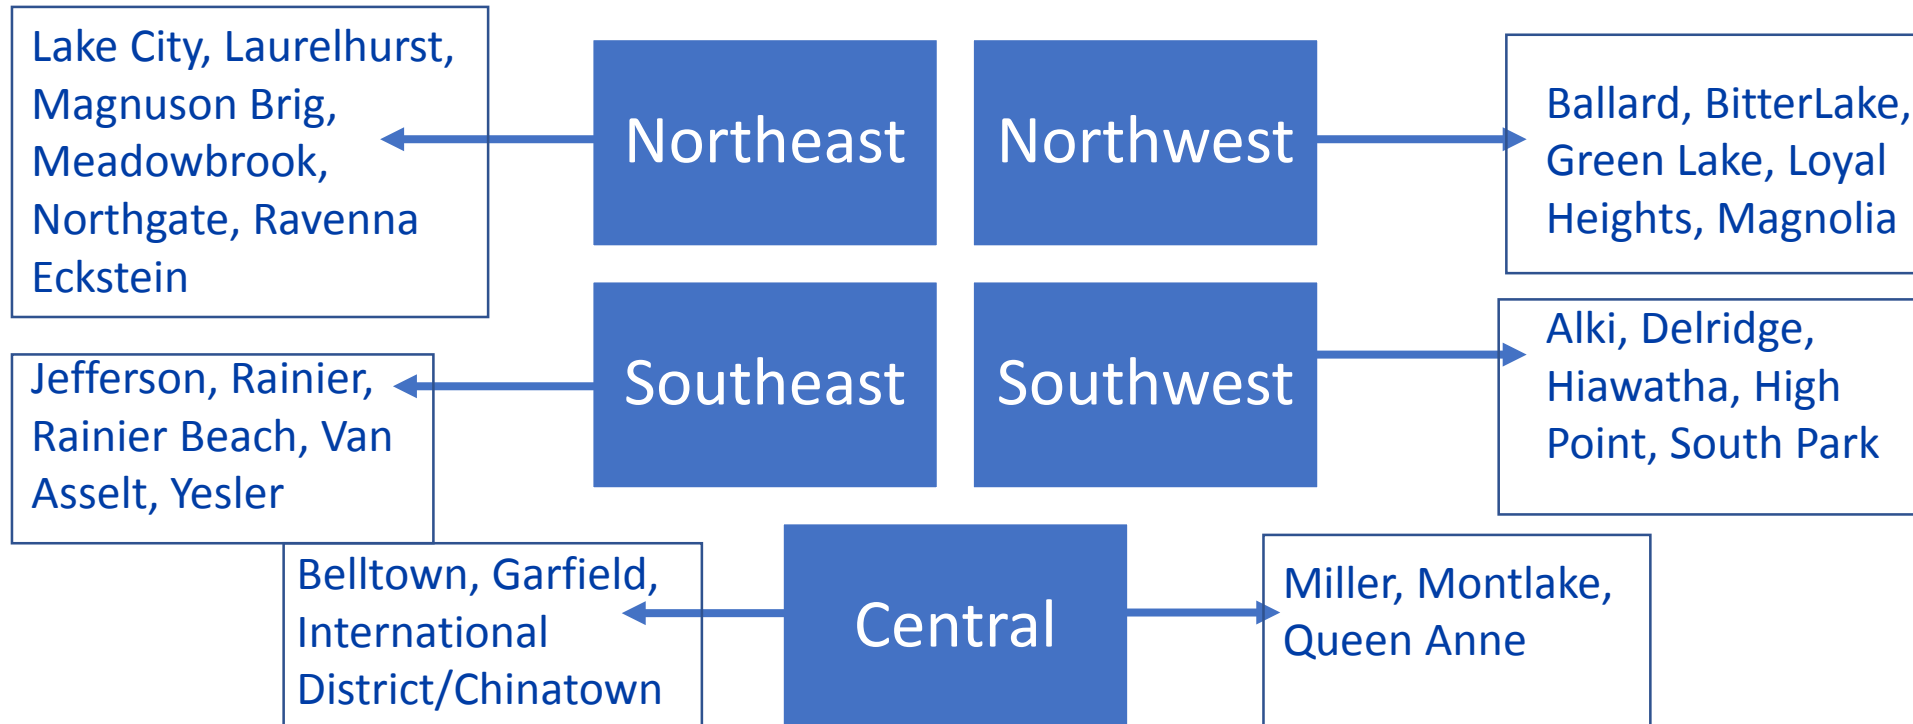 Lake City, Laurelhurst,
Magnuson Brig,
Meadowbrook,
Northgate, Ravenna
Eckstein
Northeast
Northwest
Ballard, BitterLake,
Green Lake, Loyal
Heights, Magnolia
Jefferson, Rainier,
Rainier Beach, Van
Asselt, Yesler
Southeast
Southwest
Alki, Delridge,
Hiawatha, High
Point, South Park
Belltown, Garfield,
International
District/Chinatown
Central
Miller, Montlake,
Queen Anne